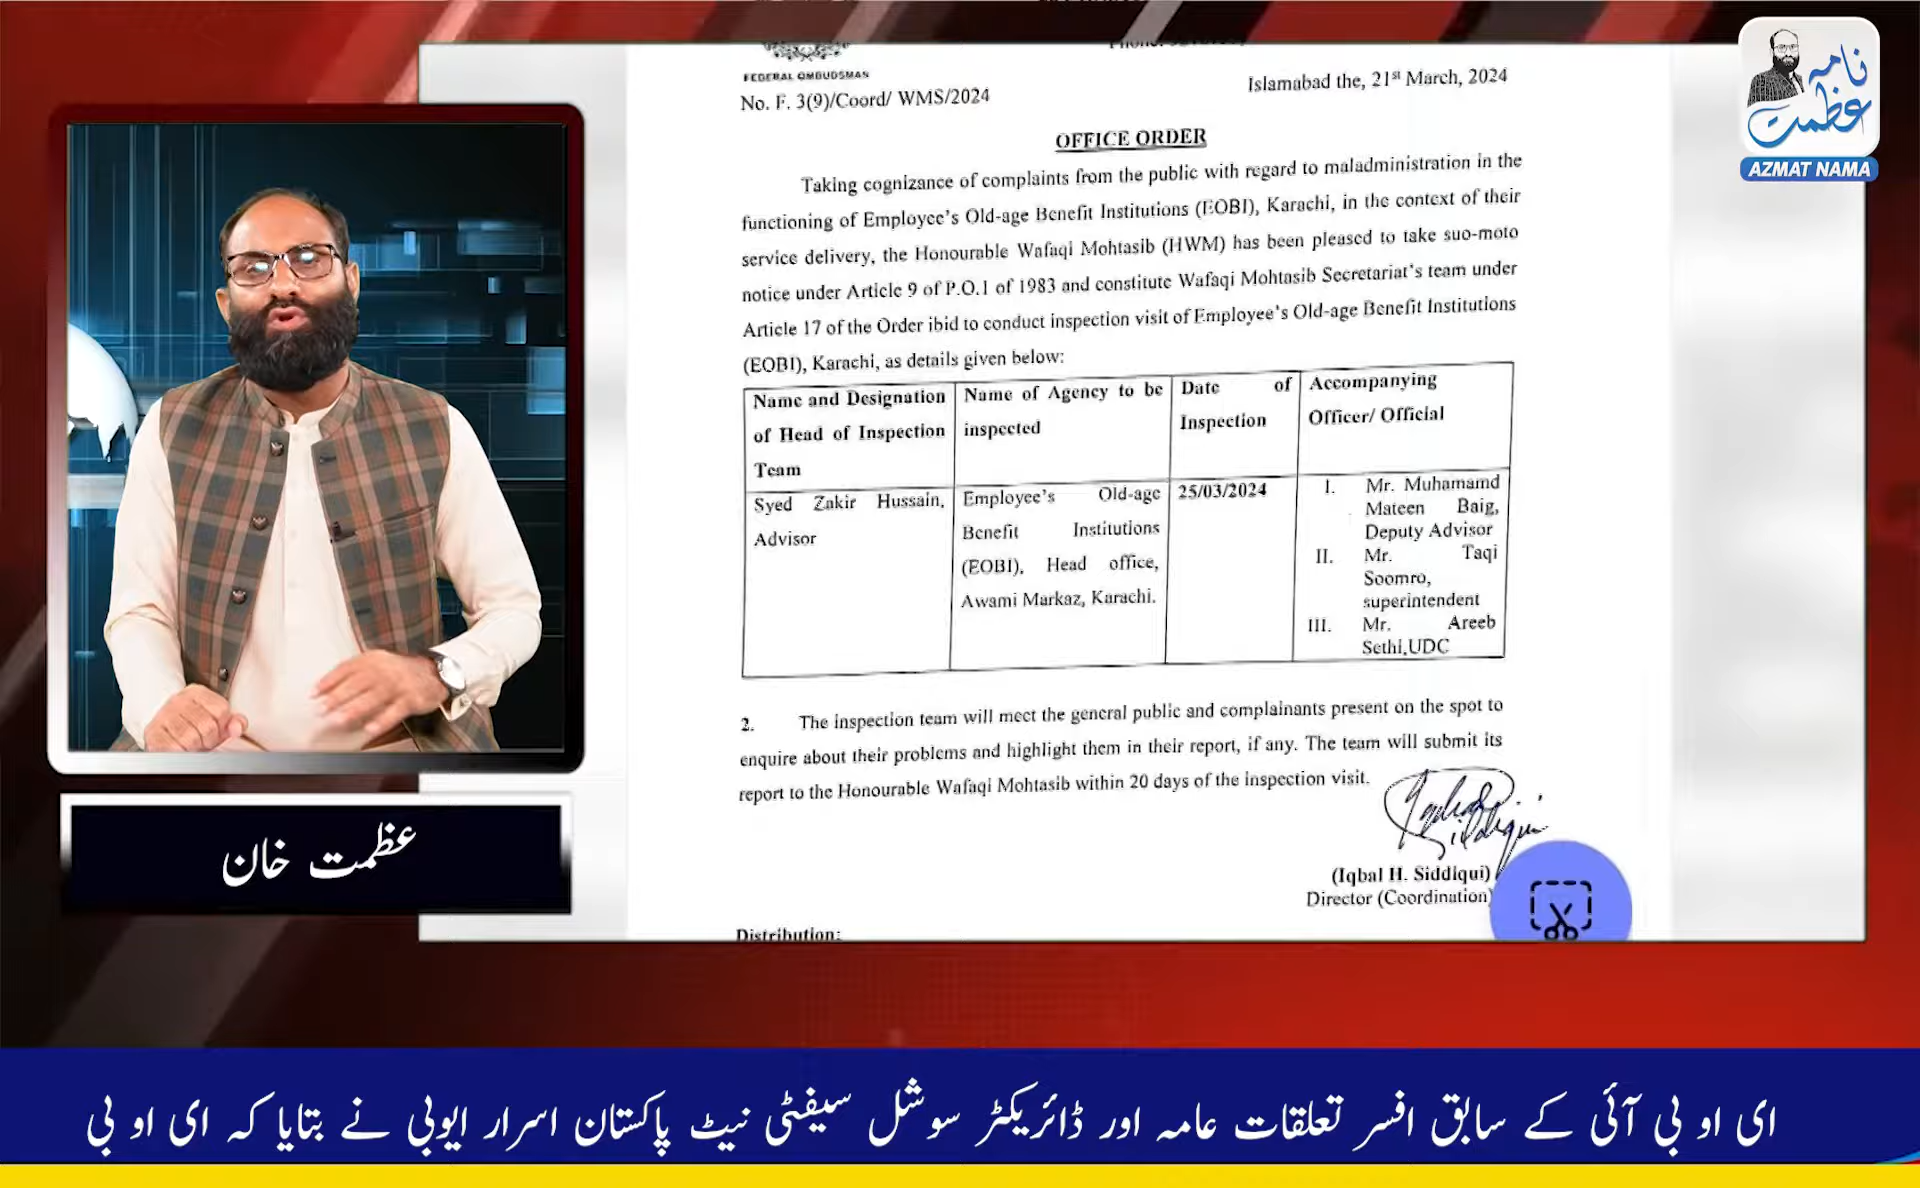 FEDERAL OMBUDSMAN
No. F. 3(9)/Coord/ WMS/2024
Islamabad the, 21st March, 2024
OFFICE ORDER
Taking cognizance of complaints from the public with regard to maladministration in the
functioning of Employee's Old-age Benefit Institutions (EOBI), Karachi, in the context of their
service delivery, the Honourable Wafaqi Mohtasib (HWM) has been pleased to take suo-moto
notice under Article 9 of P.O.1 of 1983 and constitute Wafaqi Mohtasib Secretariat's team under
Article 17 of the Order ibid to conduct inspection visit of Employee's Old-age Benefit Institutions
(EOBI), Karachi, as details given below:
Name and Designation
of Head of Inspection
Team
Name of Agency to be
inspected
Date of
Inspection
Accompanying
Officer/ Official
Syed Zakir Hussain,
Advisor
Employee's Old-age
Benefit Institutions
(EOBI), Head office,
Awami Markaz, Karachi.
25/03/2024
I. Mr. Muhamamd
Mateen Baig,
Deputy Advisor
II. Mr. Taqi
Soomro,
superintendent
III. Mr. Areeb
Sethi,UDC
2. The inspection team will meet the general public and complainants present on the spot to
enquire about their problems and highlight them in their report, if any. The team will submit its
report to the Honourable Wafaqi Mohtasib within 20 days of the inspection visit.
(Iqbal H. Siddiqui)
Director (Coordination)
Distribution:
نامہ
عظمت
AZMAT NAMA
عظمت خان
ای او بی آئی کے سابق افسر تعلقات عامہ اور ڈائریکٹر سوشل سیفٹی نیٹ پاکستان اسرار ایوبی نے بتایا کہ ای او بی